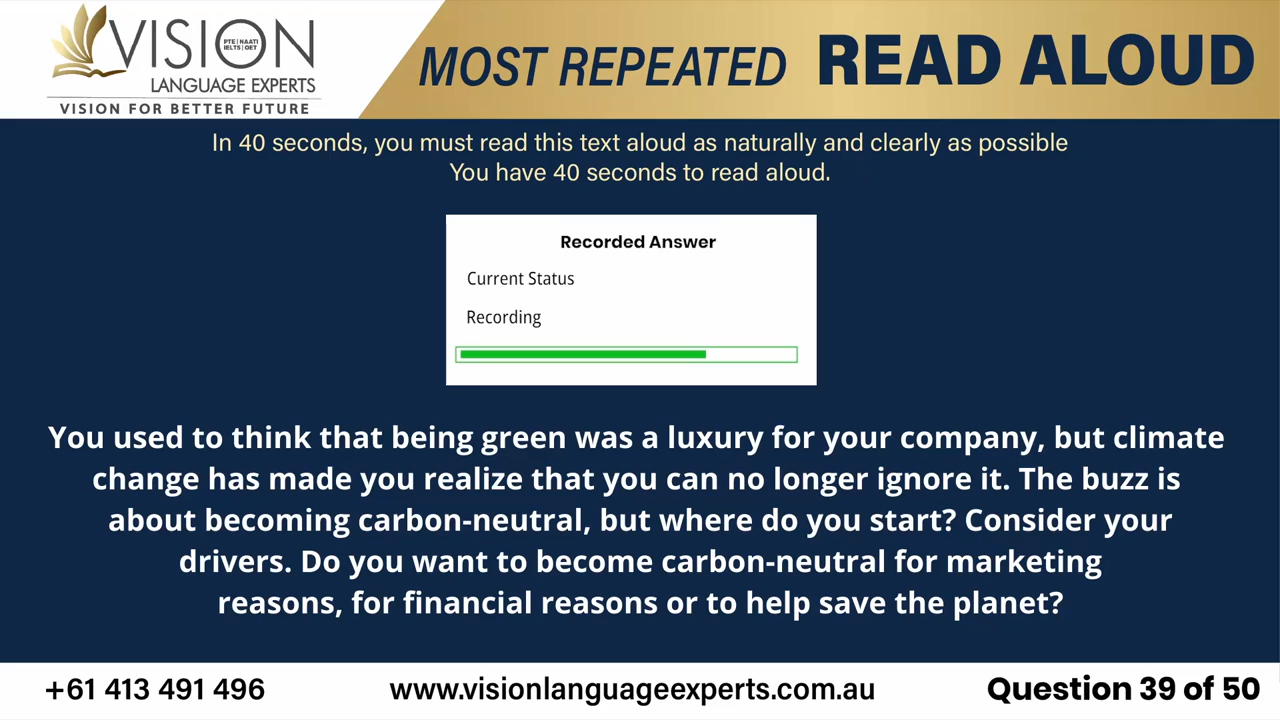 VISION
PTE | NAATI
IELTS | OET
LANGUAGE EXPERTS
VISION FOR BETTER FUTURE
MOST REPEATED READ ALOUD
In 40 seconds, you must read this text aloud as naturally and clearly as possible
You have 40 seconds to read aloud.
Recorded Answer
Current Status
Recording
You used to think that being green was a luxury for your company, but climate
change has made you realize that you can no longer ignore it. The buzz is
about becoming carbon-neutral, but where do you start? Consider your
drivers. Do you want to become carbon-neutral for marketing
reasons, for financial reasons or to help save the planet?
+61 413 491 496
www.visionlanguageexperts.com.au
Question 39 of 50